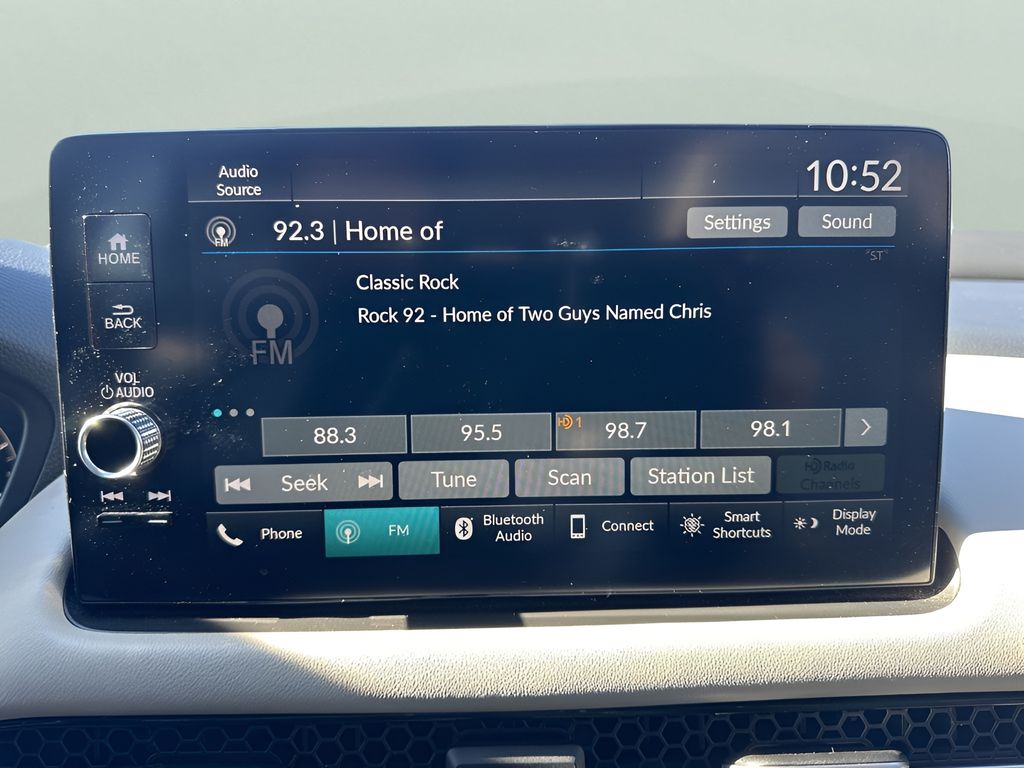 Audio
Source
10:52
FM
92.3 | Home of
Settings
Sound
ST
HOME
BACK
Classic Rock
Rock 92 - Home of Two Guys Named Chris
FM
VOL
AUDIO
88.3
95.5
HD 1
98.7
98.1
Seek
Tune
Scan
Station List
HD Radio
Channels
Phone
FM
Bluetooth
Audio
Connect
Smart
Shortcuts
Display
Mode